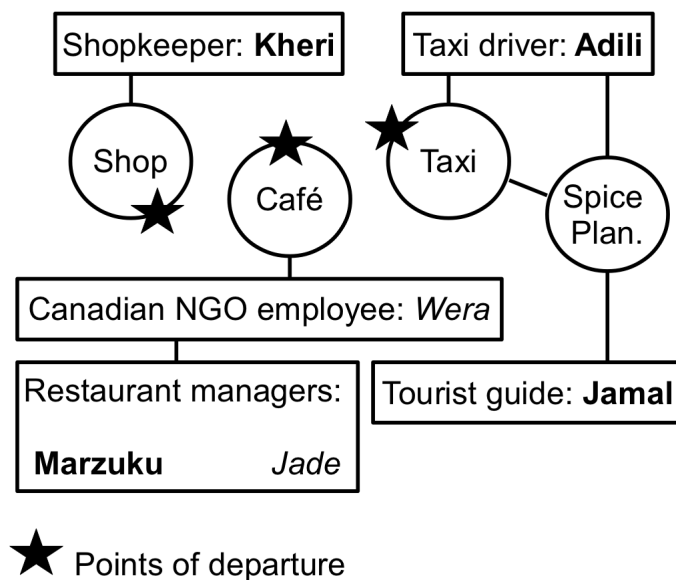 Shopkeeper: Kheri
Taxi driver: Adili
Shop
Café
Taxi
Spice
Plan.
Canadian NGO employee: Wera
Restaurant managers:
Marzuku Jade
Tourist guide: Jamal
Points of departure